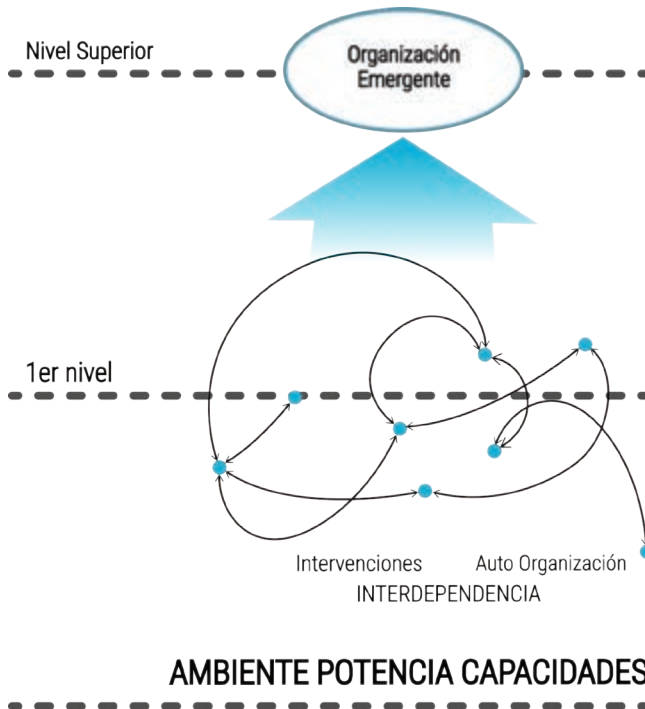 Nivel Superior
Organización
Emergente
1er nivel
Intervenciones
Auto Organización
INTERDEPENDENCIA
AMBIENTE POTENCIA CAPACIDADES